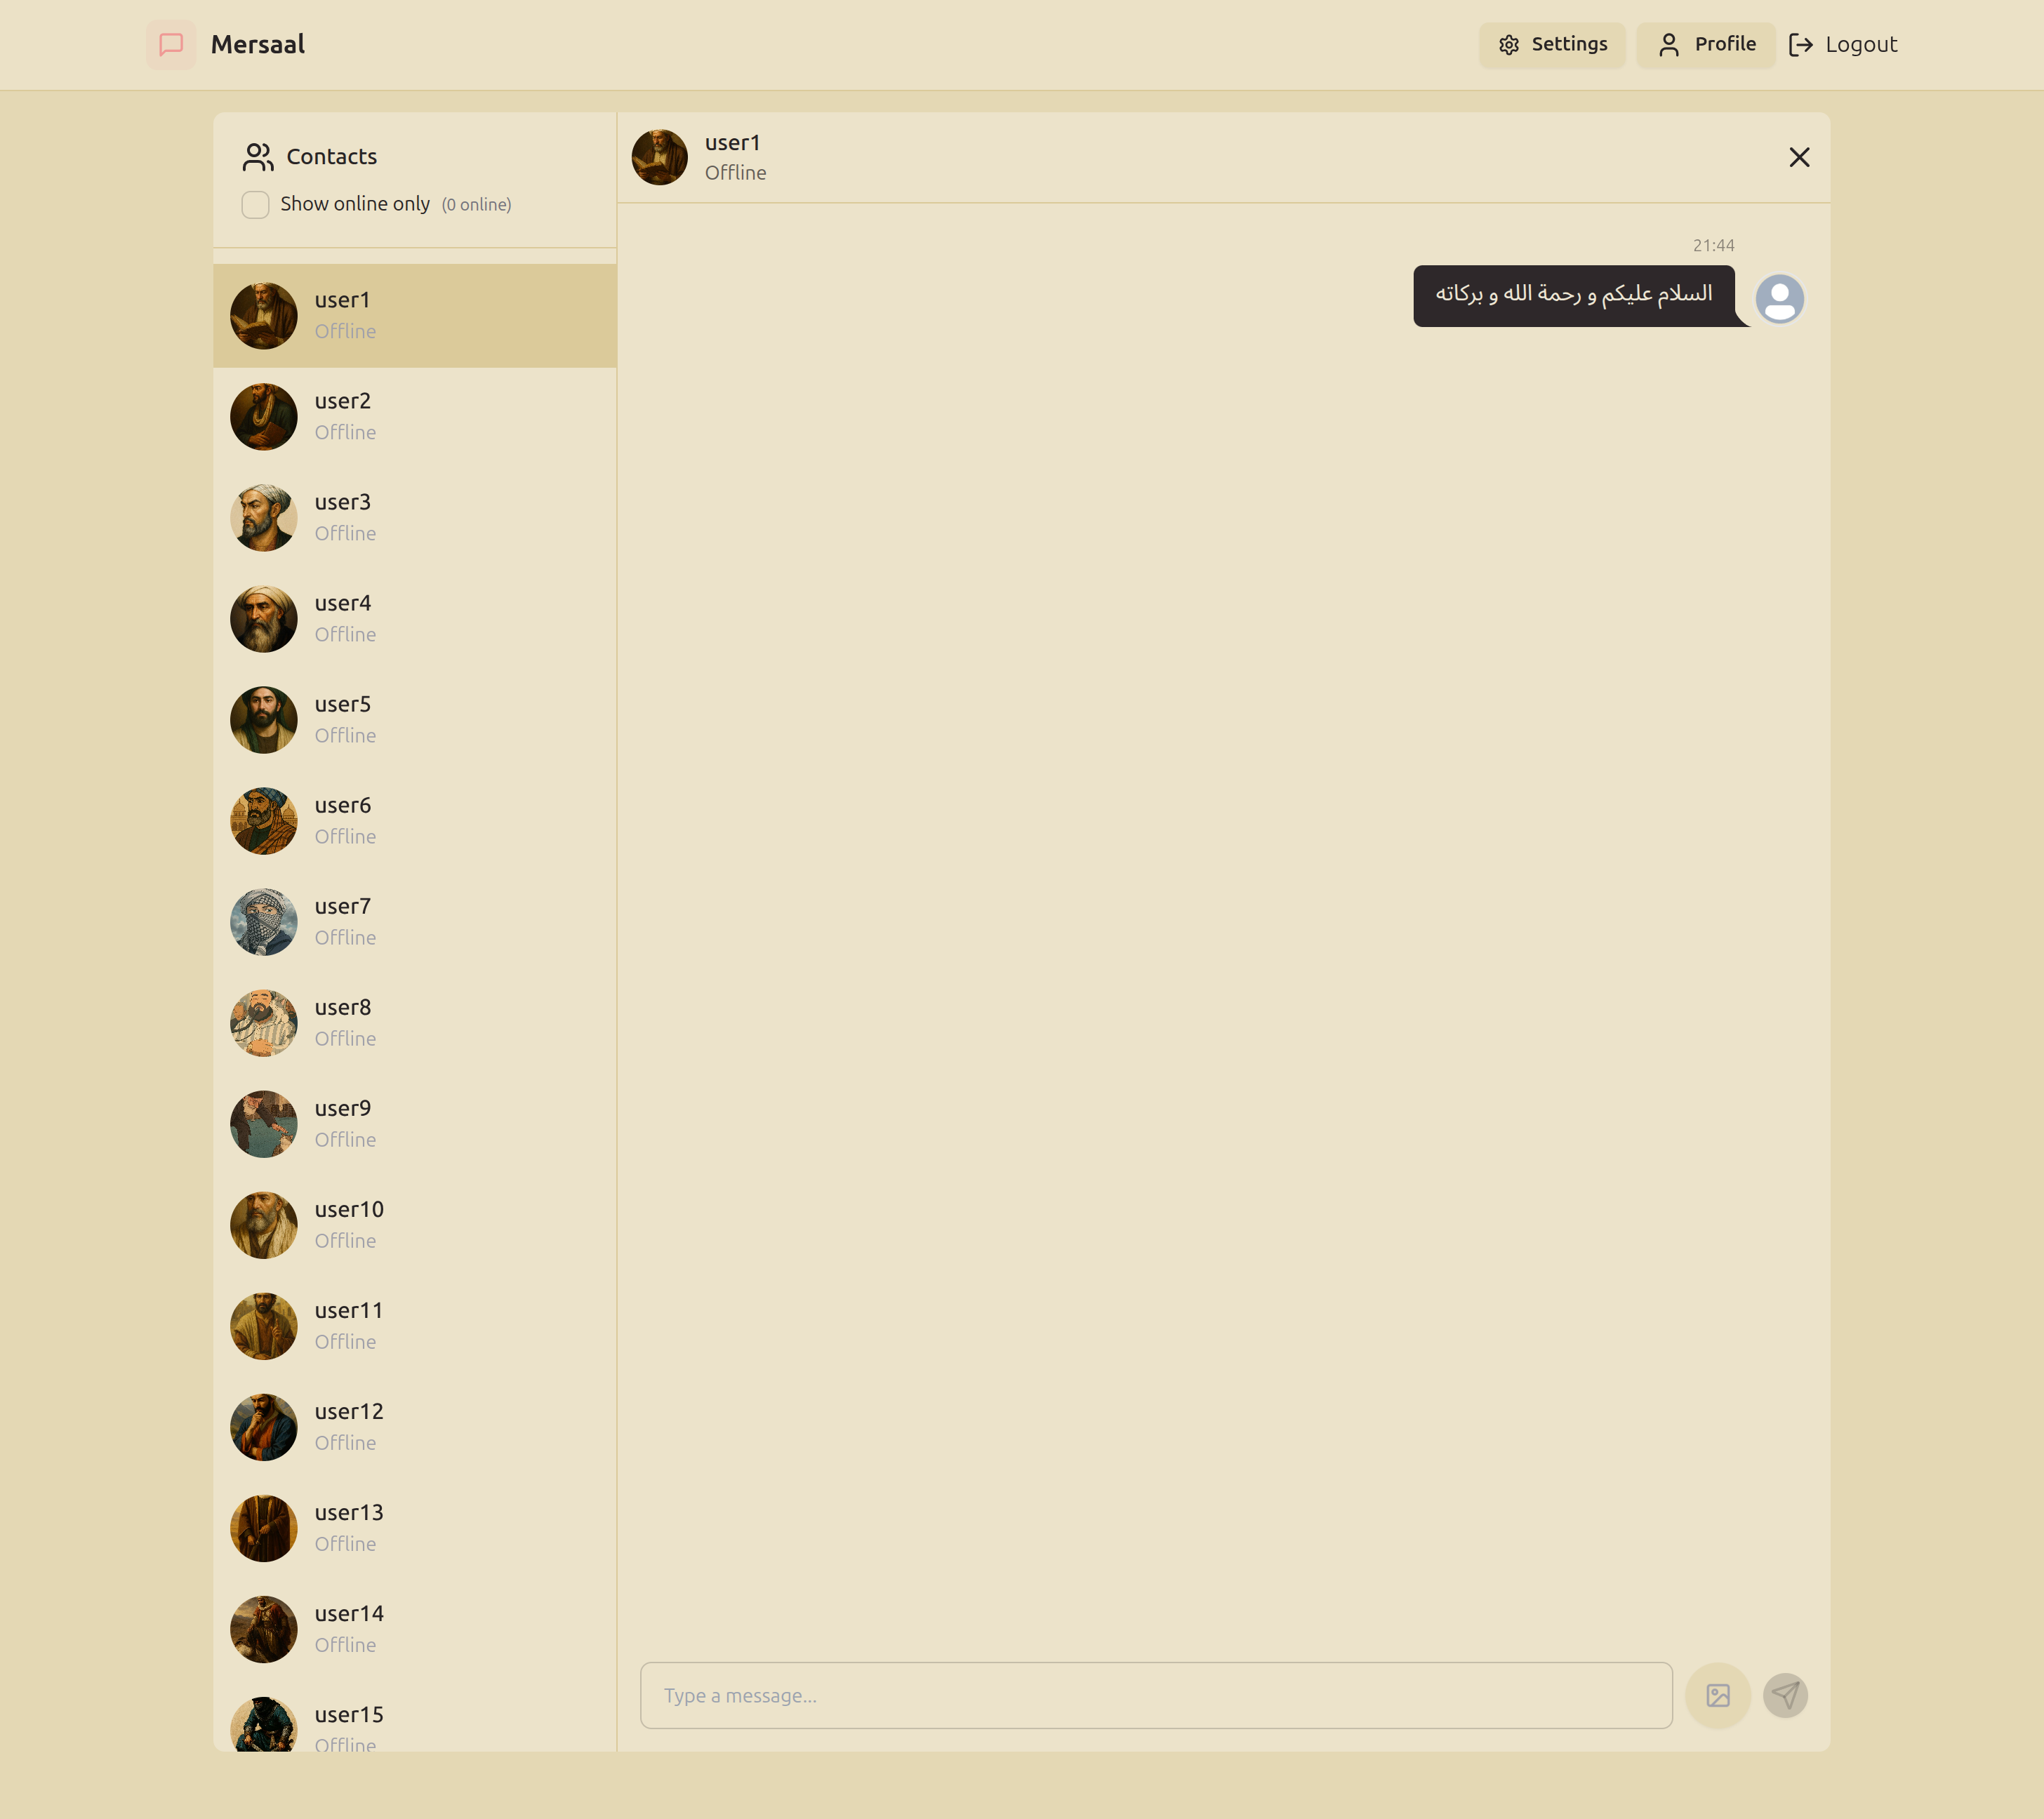 Mersaal
Settings
Profile
Logout
Contacts
Show online only (0 online)
user1
Offline
user2
Offline
user3
Offline
user4
Offline
user5
Offline
user6
Offline
user7
Offline
user8
Offline
user9
Offline
user10
Offline
user11
Offline
user12
Offline
user13
Offline
user14
Offline
user15
Offline
user1
Offline
21:44
السلام عليكم و رحمة الله و بركاته
Type a message...